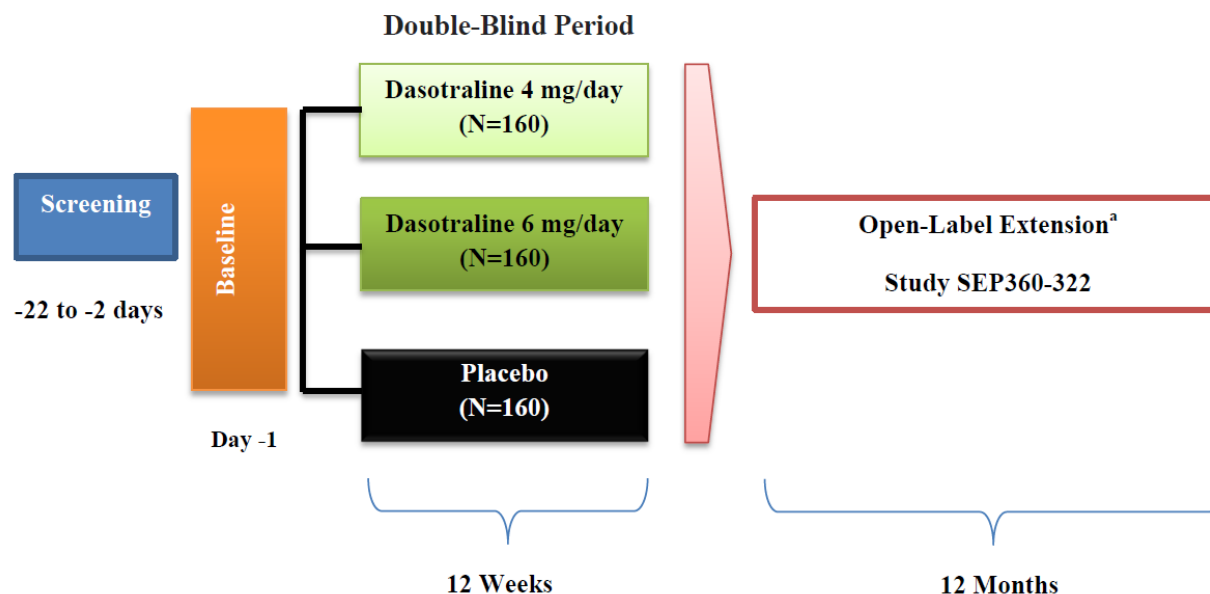 Double-Blind Period
Screening
-22 to -2 days
Baseline
Day -1
Dasotraline 4 mg/day
(N=160)
Dasotraline 6 mg/day
(N=160)
Placebo
(N=160)
12 Weeks
Open-Label Extensionᵃ
Study SEP360-322
12 Months